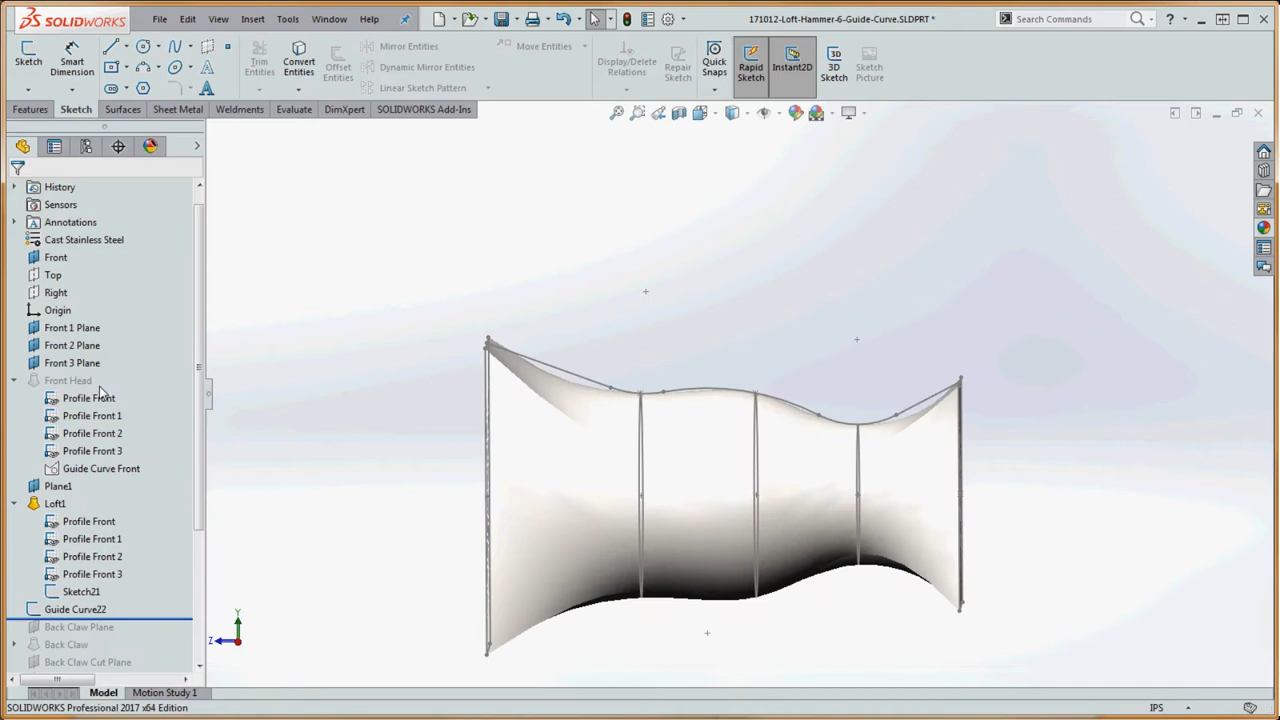 SOLIDWORKS File Edit View Insert Tools Window Help 171012-Loft-Hammer-6-Guide-Curve.SLDPRT * Search Commands ?
Sketch Smart Dimension Trim Entities Convert Entities Offset Entities Mirror Entities Dynamic Mirror Entities Linear Sketch Pattern Move Entities Display/Delete Relations Repair Sketch Quick Snaps Rapid Sketch Instant2D 3D Sketch Sketch Picture
Features Sketch Surfaces Sheet Metal Weldments Evaluate DimXpert SOLIDWORKS Add-Ins
History
Sensors
Annotations
Cast Stainless Steel
Front
Top
Right
Origin
Front 1 Plane
Front 2 Plane
Front 3 Plane
Front Head
Profile Front
Profile Front 1
Profile Front 2
Profile Front 3
Guide Curve Front
Plane1
Loft1
Profile Front
Profile Front 1
Profile Front 2
Profile Front 3
Sketch21
Guide Curve22
Back Claw Plane
Back Claw
Back Claw Cut Plane
Y
Z
Model Motion Study 1
SOLIDWORKS Professional 2017 x64 Edition IPS